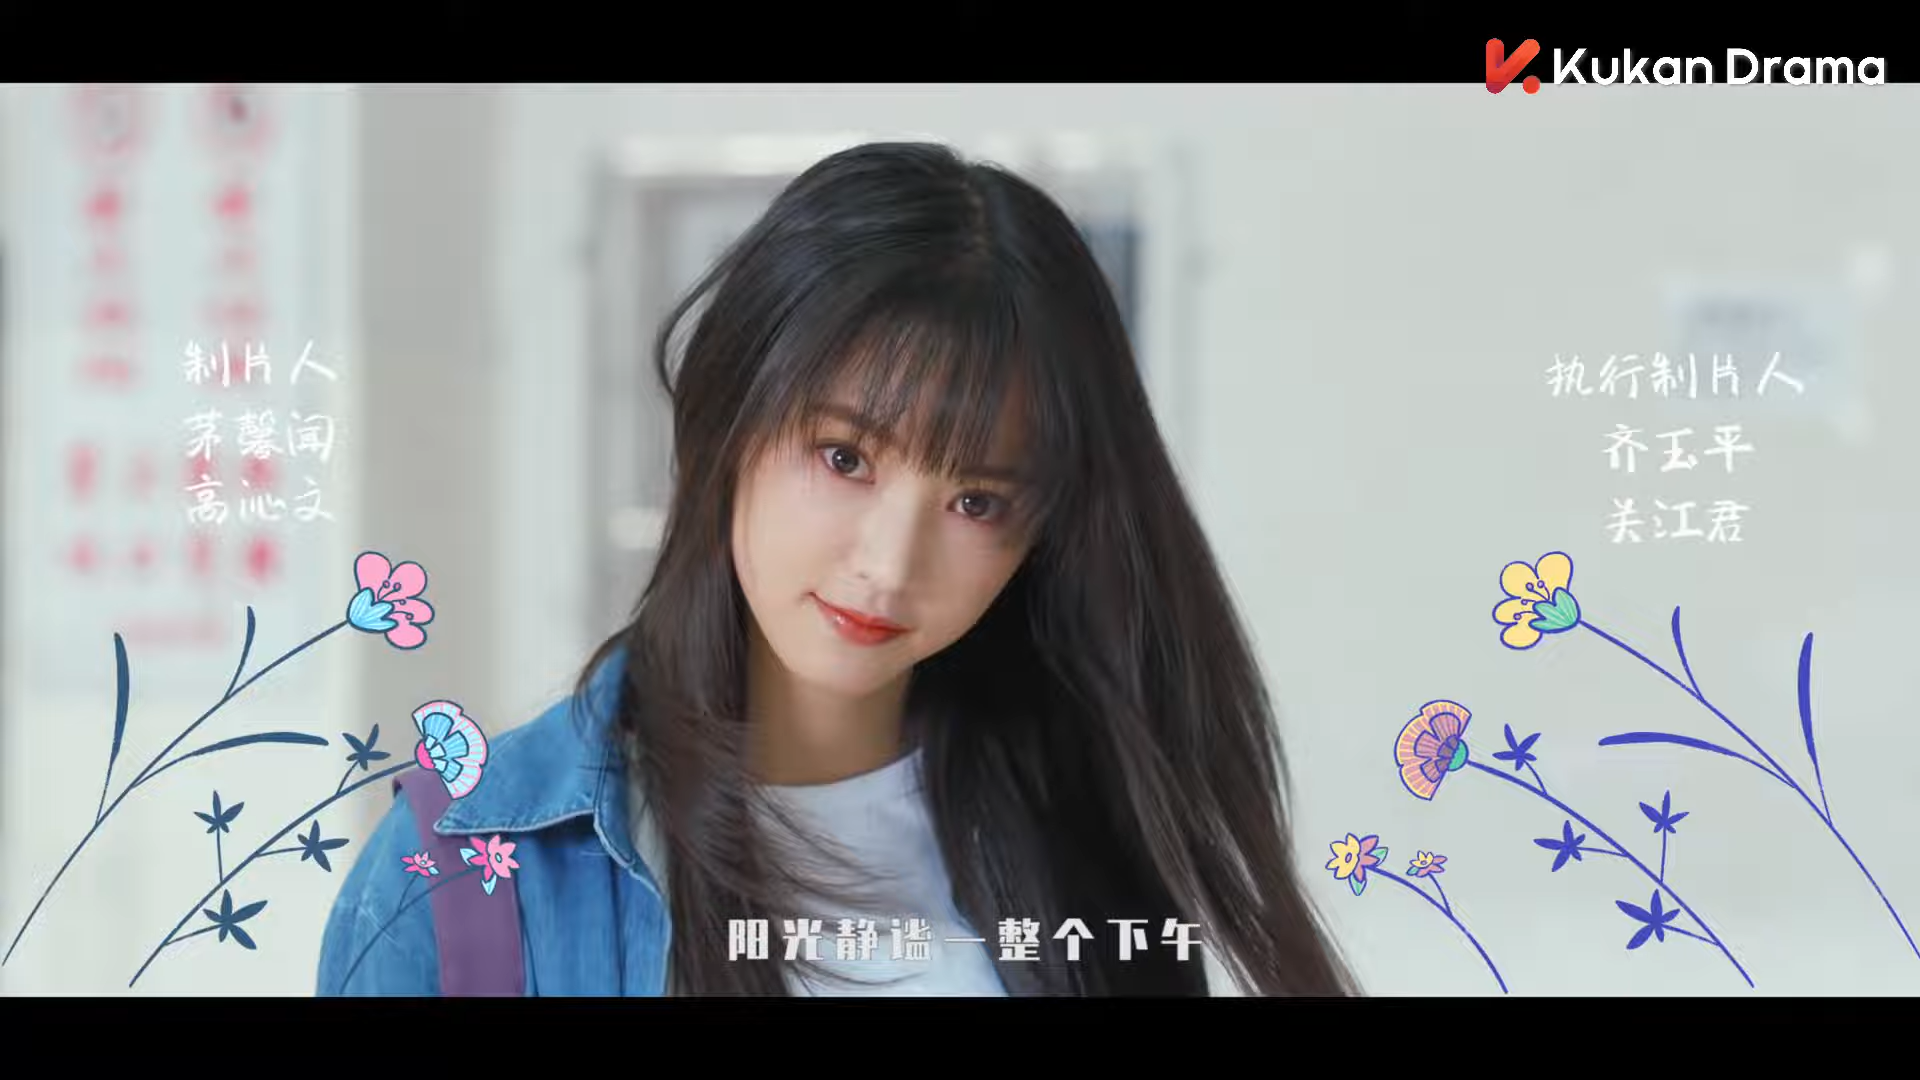 Kukan Drama
制片人
茅馨闻
高沁文
执行制片人
齐玉平
关江君
阳光静谧一整个下午